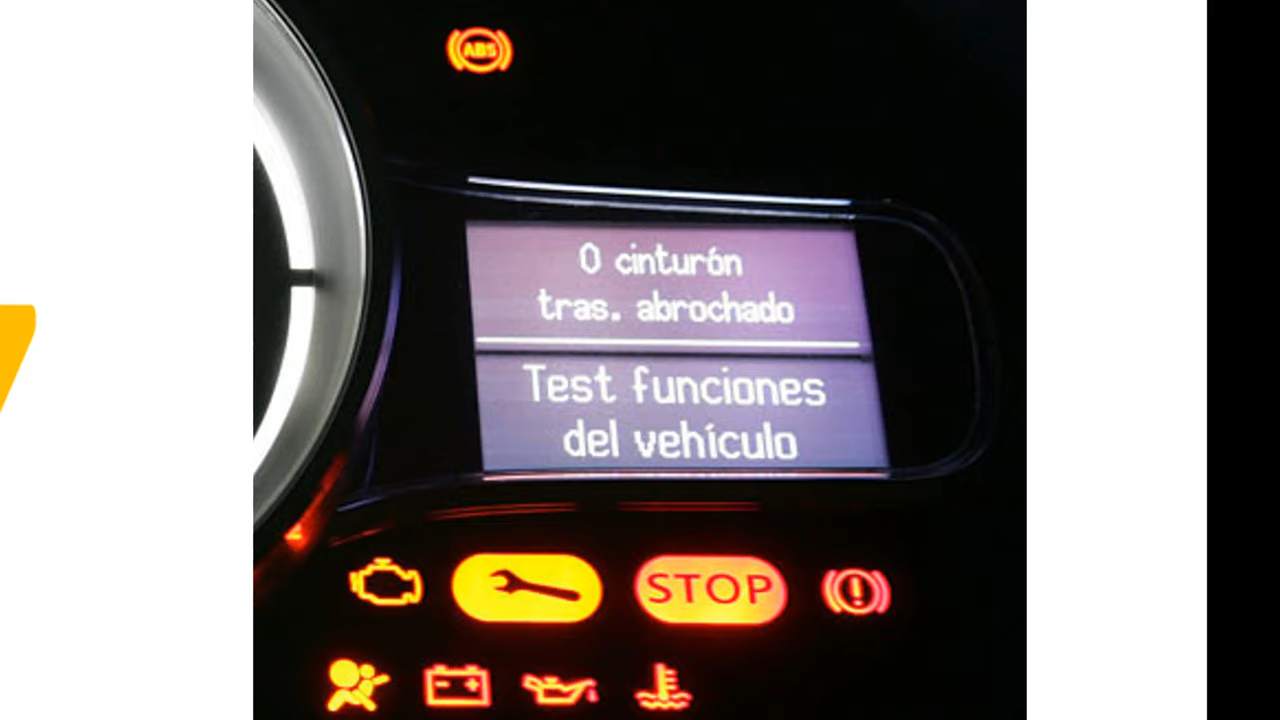 ABS
0 cinturón
tras. abrochado
Test funciones
del vehículo
STOP